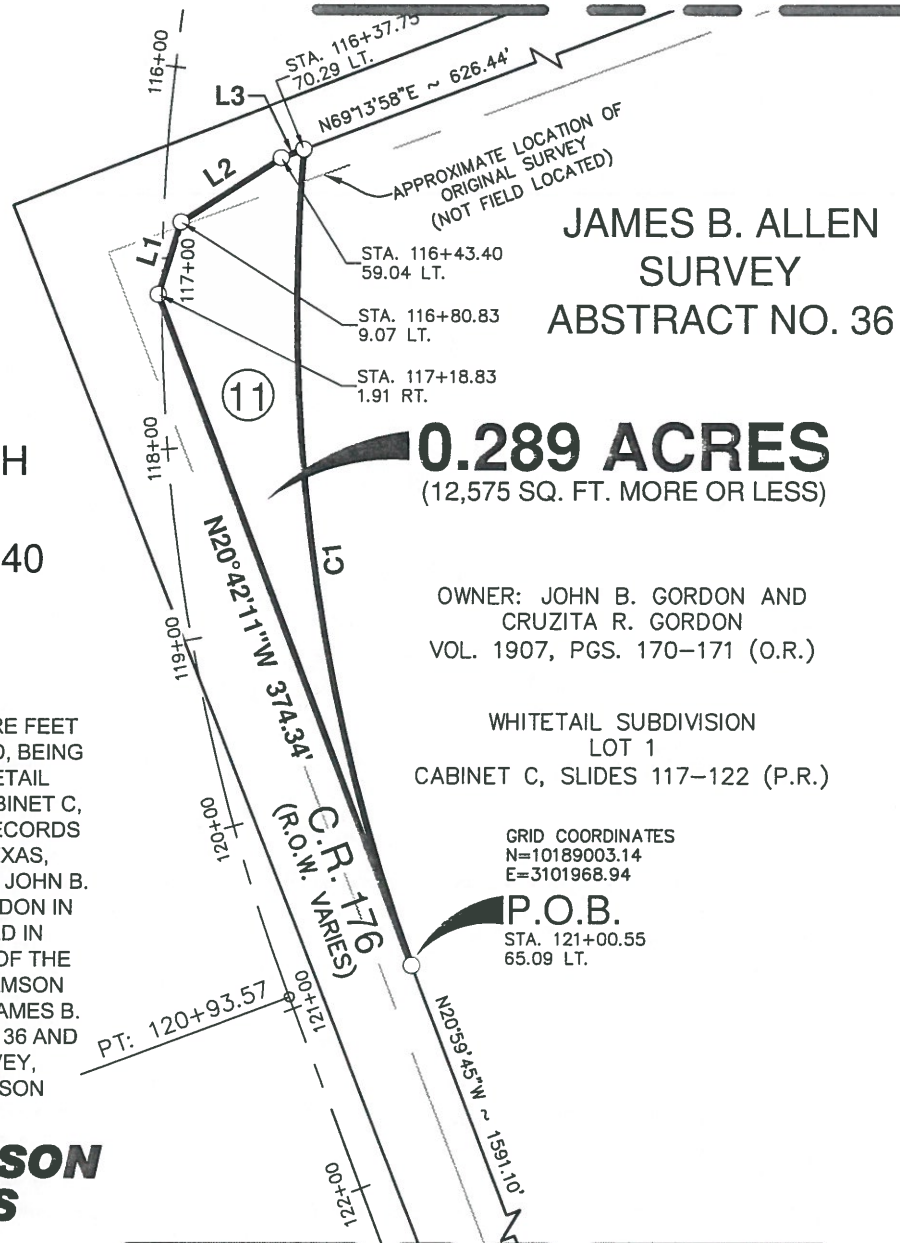 116+00
STA. 116+37.75
70.29 LT.
L3
N69°13'58"E ~ 626.44'
L2
APPROXIMATE LOCATION OF
ORIGINAL SURVEY
(NOT FIELD LOCATED)
JAMES B. ALLEN
SURVEY
ABSTRACT NO. 36
L1
117+00
STA. 116+43.40
59.04 LT.
STA. 116+80.83
9.07 LT.
STA. 117+18.83
1.91 RT.
11
118+00
H
40
0.289 ACRES
(12,575 SQ. FT. MORE OR LESS)
N20°42'11"W 374.34'
C1
OWNER: JOHN B. GORDON AND
CRUZITA R. GORDON
VOL. 1907, PGS. 170-171 (O.R.)
119+00
WHITETAIL SUBDIVISION
LOT 1
CABINET C, SLIDES 117-122 (P.R.)
RE FEET
D, BEING
ETAIL
BINET C,
ECORDS
XAS,
JOHN B.
DON IN
D IN
OF THE
MSON
AMES B.
36 AND
VEY,
SON
120+00
C.R. 176
(R.O.W. VARIES)
GRID COORDINATES
N=10189003.14
E=3101968.94
P.O.B.
STA. 121+00.55
65.09 LT.
PT: 120+93.57
121+00
N20°59'45"W ~ 1591.10'
122+00
SON
S